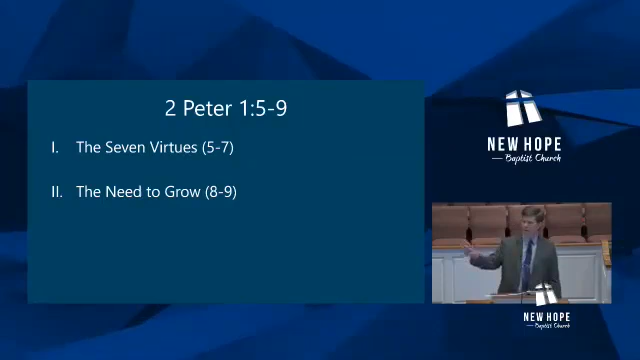 2 Peter 1:5-9
I. The Seven Virtues (5-7)
II. The Need to Grow (8-9)
NEW HOPE
Baptist Church
NEW HOPE
Baptist Church